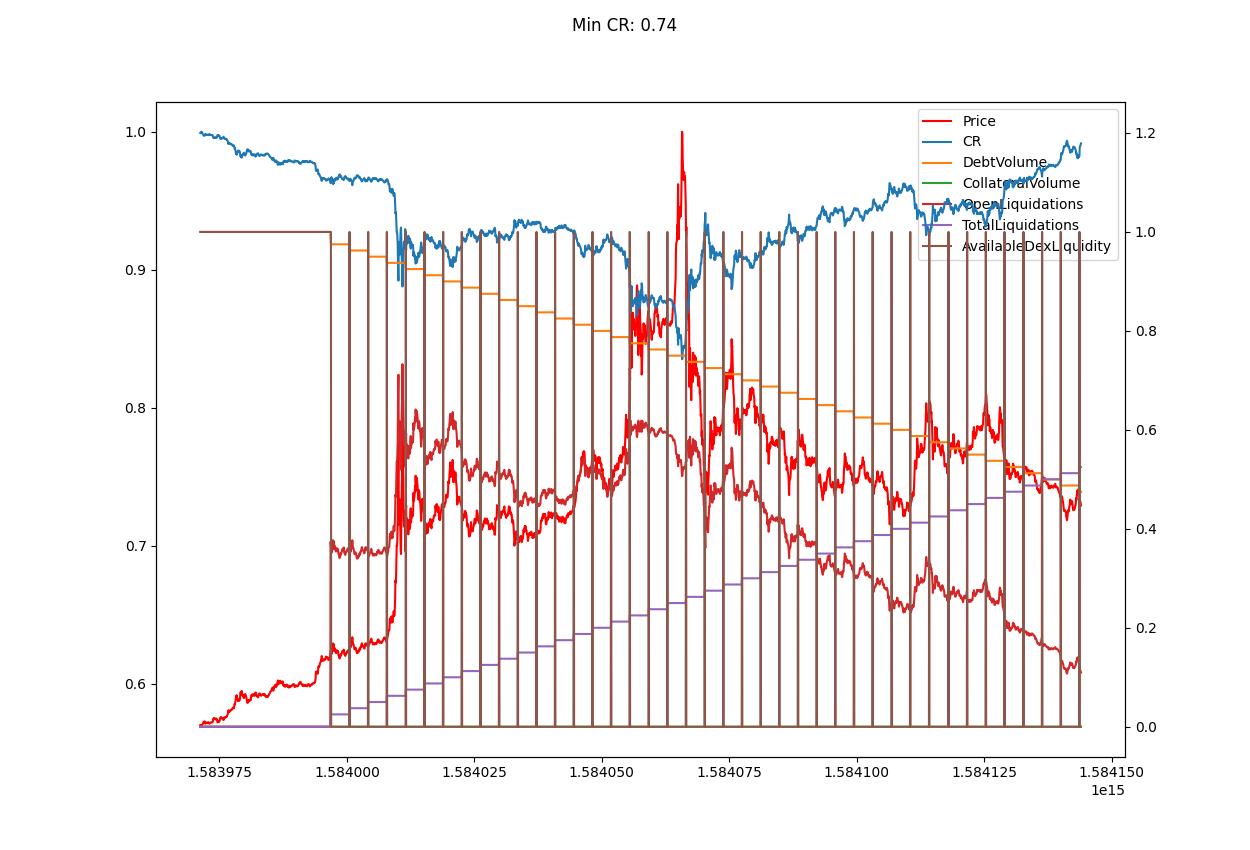 Min CR: 0.74
1.0
0.9
0.8
0.7
0.6
1.2
1.0
0.8
0.6
0.4
0.2
0.0
Price
CR
DebtVolume
CollateralVolume
OpenLiquidations
TotalLiquidations
AvailableDexLiquidity
1.583975
1.584000
1.584025
1.584050
1.584075
1.584100
1.584125
1.584150
1e15